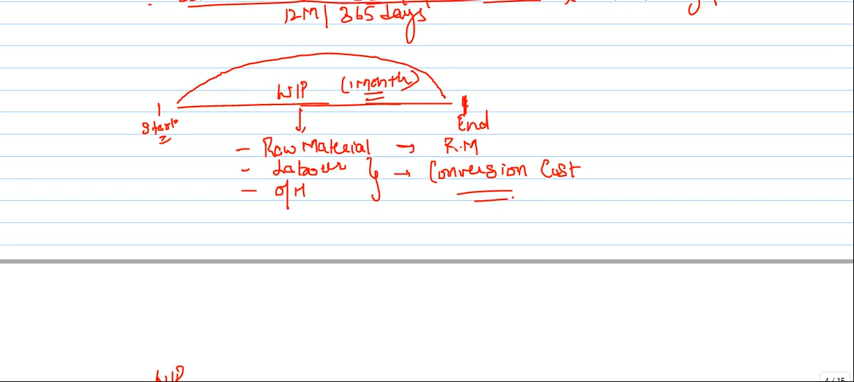 12M / 365 days
WIP (1 month)
Start
End
- Raw Material → R.M
- Labour } → Conversion Cost
- O/H
WIP